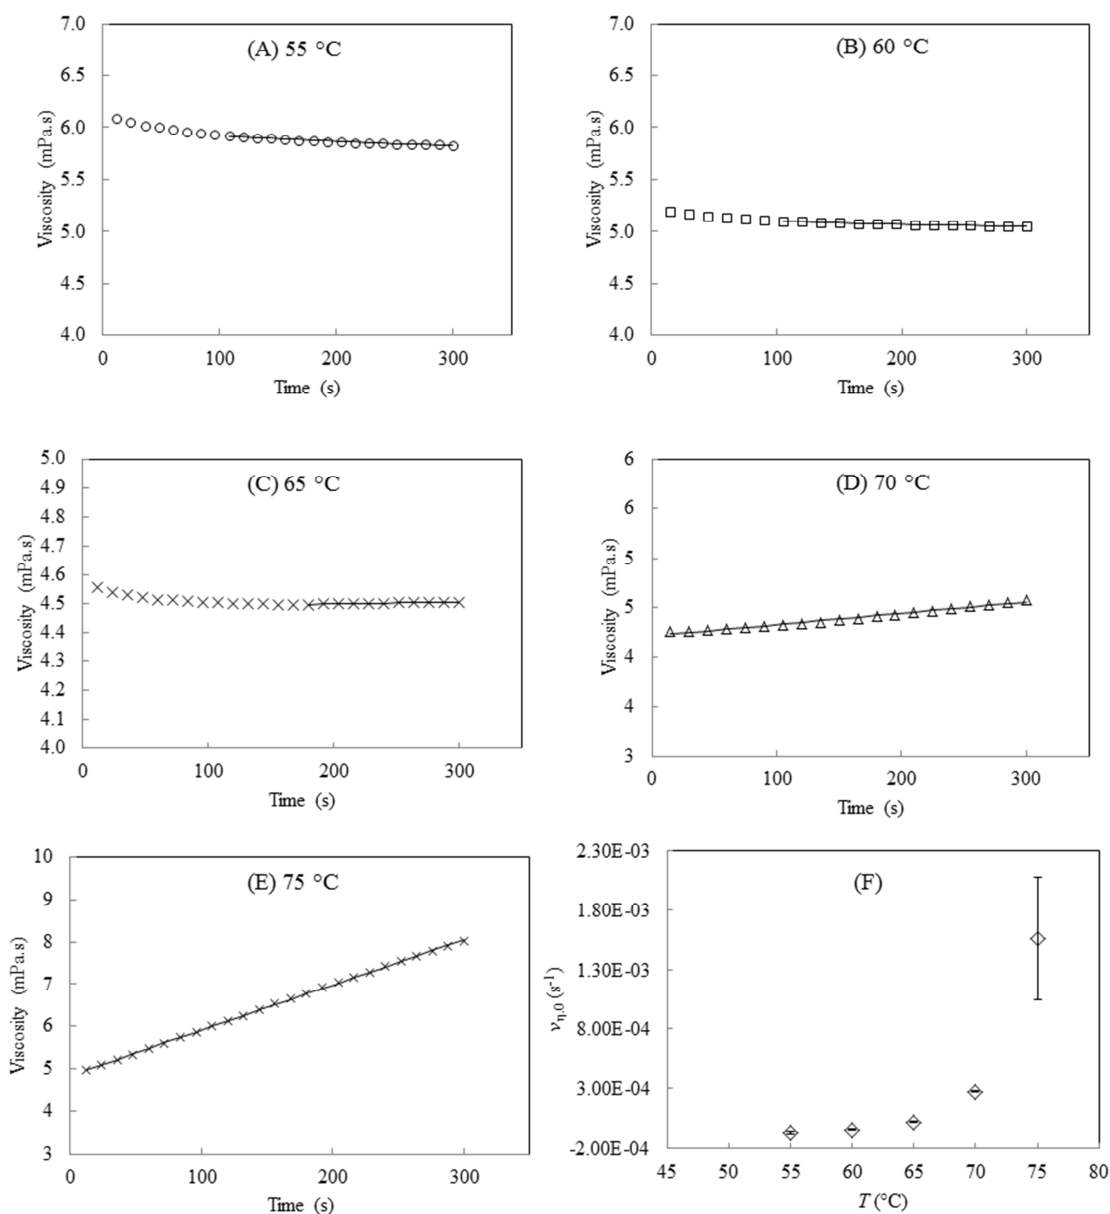 (A) 55 °C
Viscosity (mPa.s)
7.0
6.5
6.0
5.5
5.0
4.5
4.0
0 100 200 300
Time (s)
(B) 60 °C
Viscosity (mPa.s)
7.0
6.5
6.0
5.5
5.0
4.5
4.0
0 100 200 300
Time (s)
(C) 65 °C
Viscosity (mPa.s)
5.0
4.9
4.8
4.7
4.6
4.5
4.4
4.3
4.2
4.1
4.0
0 100 200 300
Time (s)
(D) 70 °C
Viscosity (mPa.s)
6
6
5
5
4
4
3
0 100 200 300
Time (s)
(E) 75 °C
Viscosity (mPa.s)
10
9
8
7
6
5
4
3
0 100 200 300
Time (s)
(F)
νη,0 (s⁻¹)
2.30E-03
1.80E-03
1.30E-03
8.00E-04
3.00E-04
-2.00E-04
45 50 55 60 65 70 75 80
T (°C)